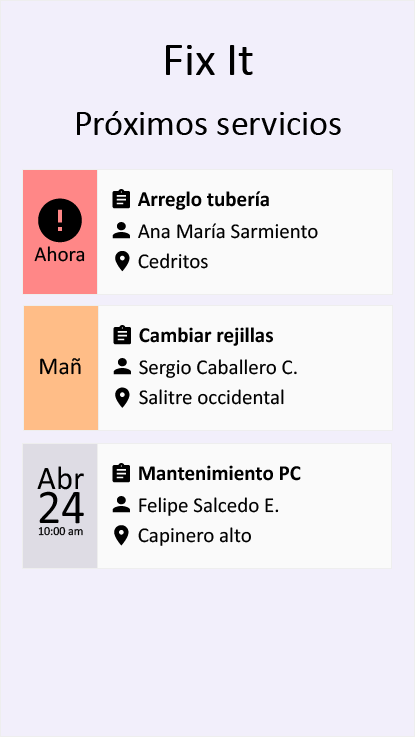 Fix It
Próximos servicios
Ahora
Arreglo tubería
Ana María Sarmiento
Cedritos
Mañ
Cambiar rejillas
Sergio Caballero C.
Salitre occidental
Abr
24
10:00 am
Mantenimiento PC
Felipe Salcedo E.
Capinero alto